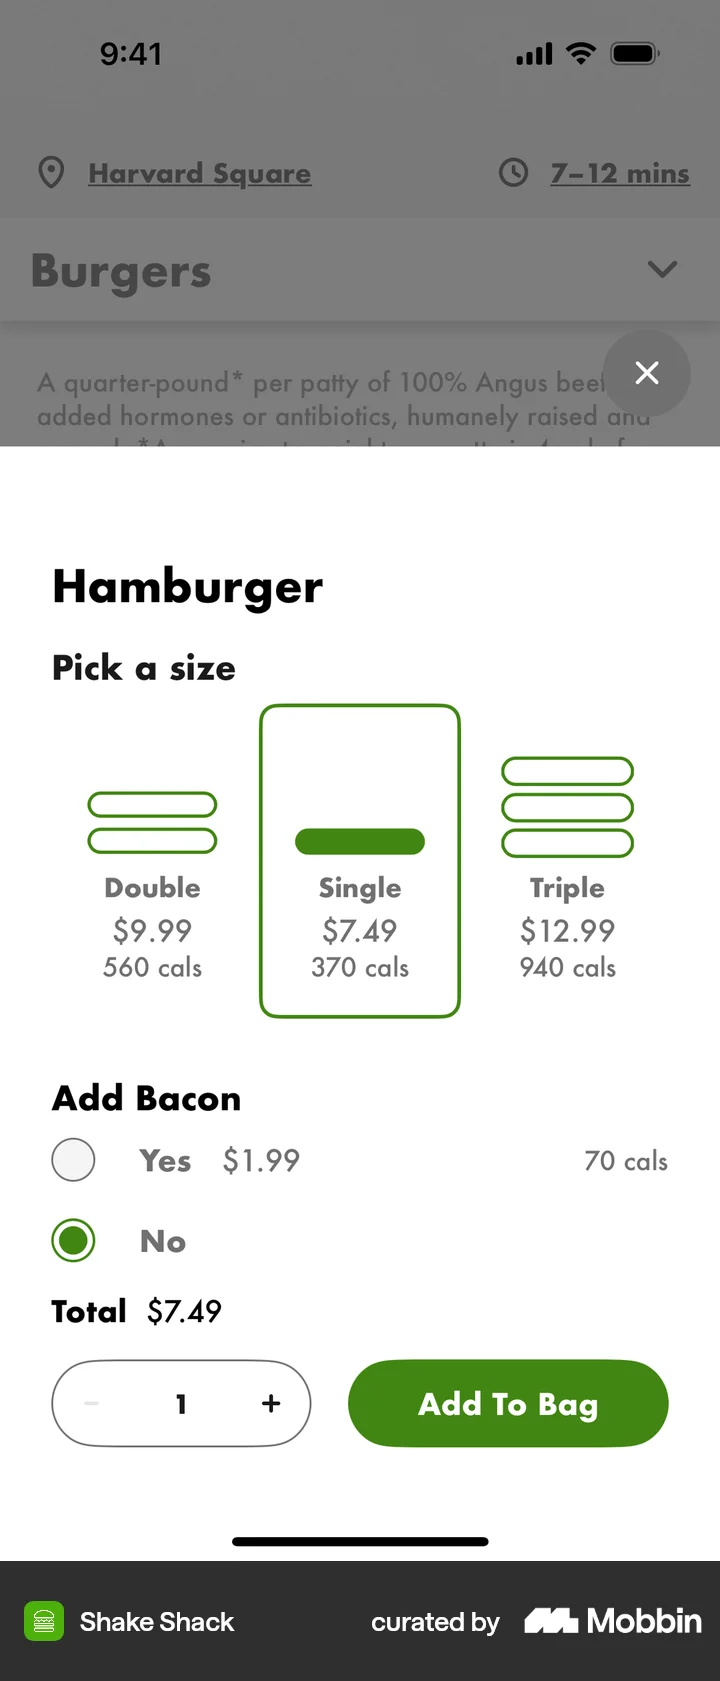 9:41
Harvard Square 7–12 mins
Burgers
A quarter-pound* per patty of 100% Angus beef
added hormones or antibiotics, humanely raised and
Hamburger
Pick a size
Double Single Triple
$9.99 $7.49 $12.99
560 cals 370 cals 940 cals
Add Bacon
Yes $1.99 70 cals
No
Total $7.49
− 1 +
Add To Bag
Shake Shack curated by Mobbin